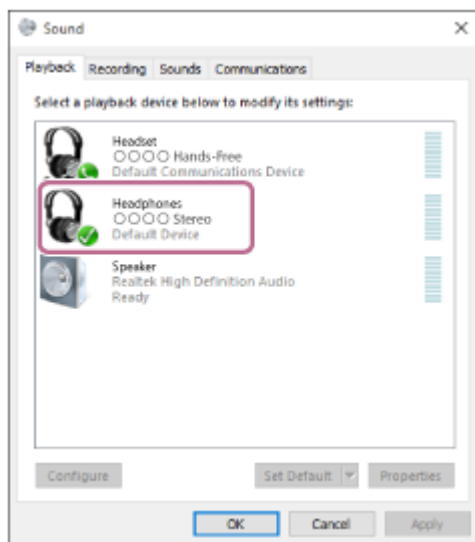 Sound
Playback Recording Sounds Communications
Select a playback device below to modify its settings:
Headset
○○○○ Hands-Free
Default Communications Device
Headphones
○○○○ Stereo
Default Device
Speaker
Realtek High Definition Audio
Ready
Configure Set Default Properties
OK Cancel Apply